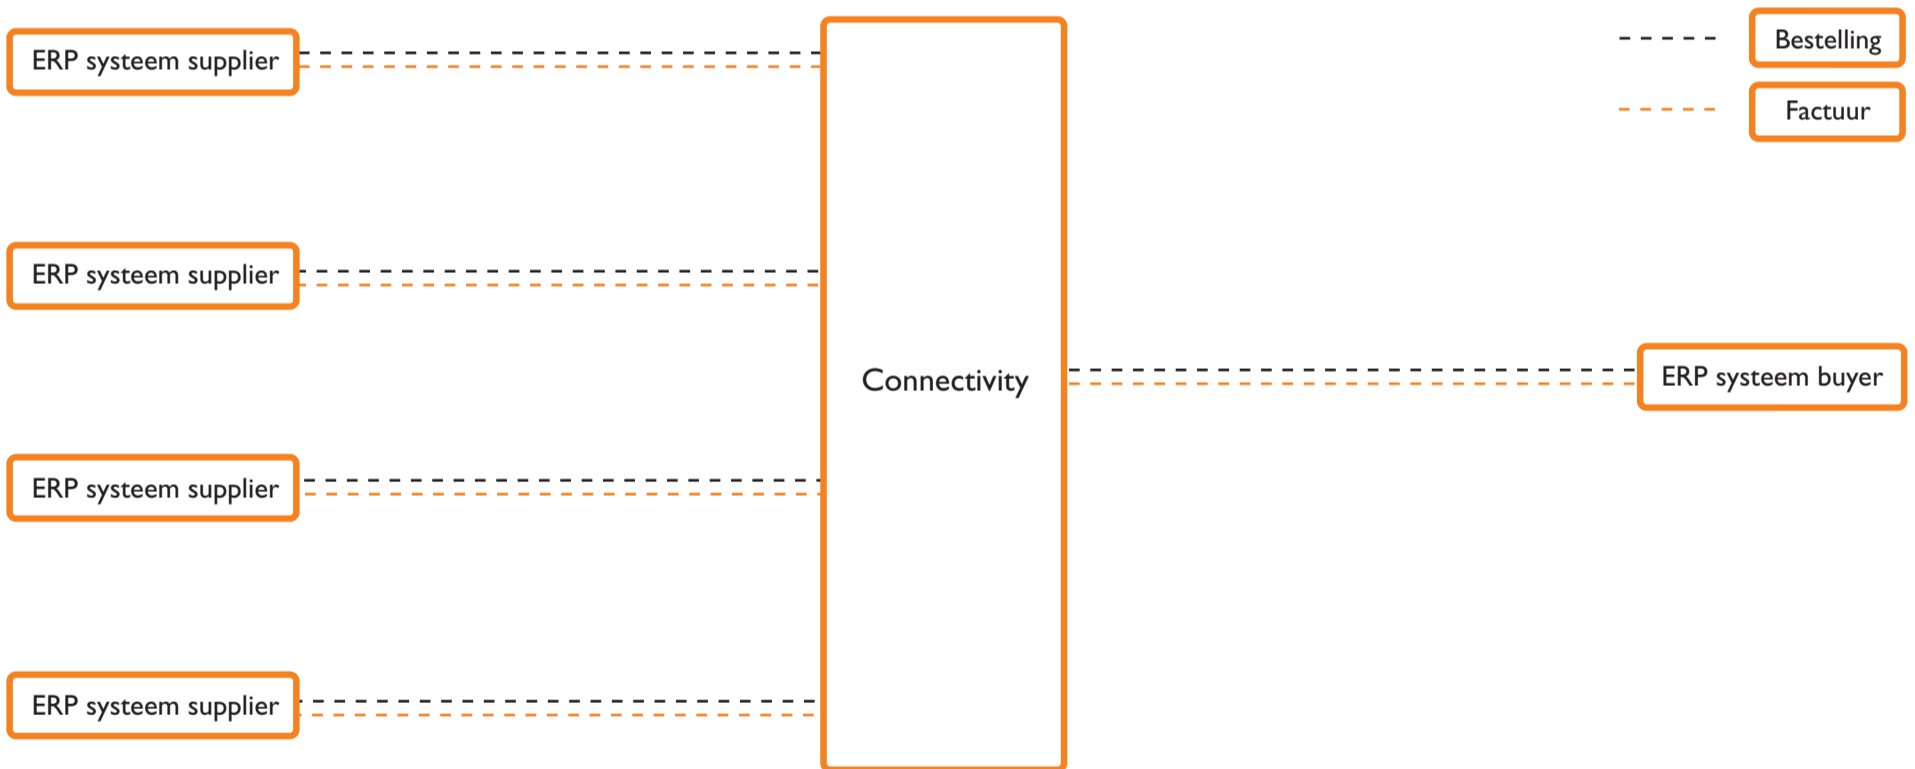 ERP systeem supplier
Bestelling
Factuur
ERP systeem supplier
Connectivity
ERP systeem buyer
ERP systeem supplier
ERP systeem supplier